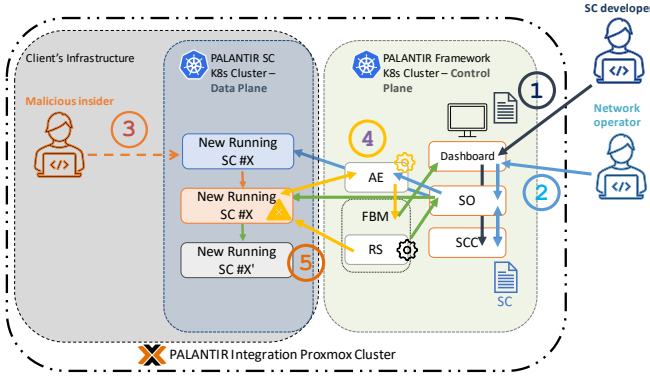 SC developer
Client's Infrastructure
PALANTIR SC
K8s Cluster –
Data Plane
PALANTIR Framework
K8s Cluster – Control
Plane
1
Network
operator
Malicious insider
3
4
New Running
SC #X
AE
Dashboard
2
New Running
SC #X
FBM
SO
New Running
SC #X'
5
RS
SCC
SC
PALANTIR Integration Proxmox Cluster